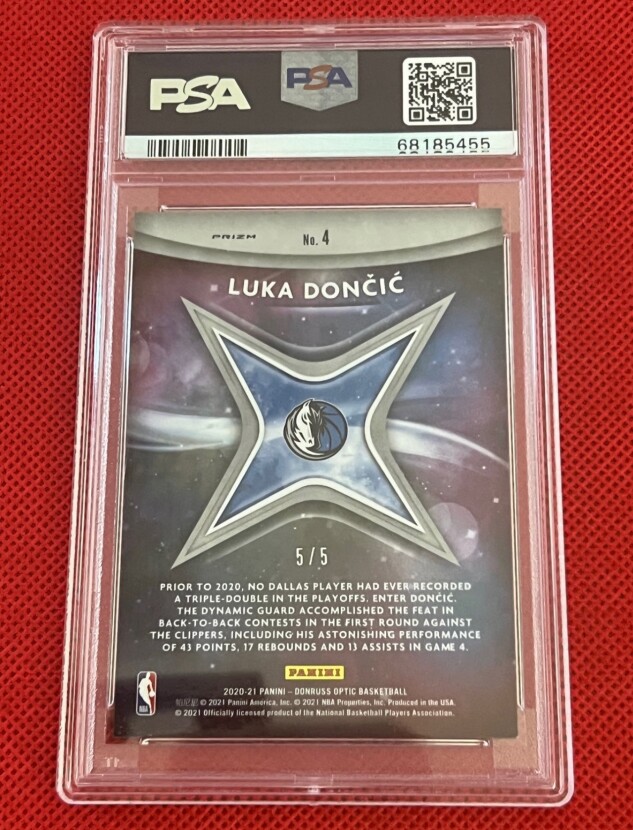 PSA
PSA
68185455
PRIZM
No. 4
LUKA DONČIĆ
5/5
PRIOR TO 2020, NO DALLAS PLAYER HAD EVER RECORDED
A TRIPLE-DOUBLE IN THE PLAYOFFS. ENTER DONČIĆ.
THE DYNAMIC GUARD ACCOMPLISHED THE FEAT IN
BACK-TO-BACK CONTESTS IN THE FIRST ROUND AGAINST
THE CLIPPERS, INCLUDING HIS ASTONISHING PERFORMANCE
OF 43 POINTS, 17 REBOUNDS AND 13 ASSISTS IN GAME 4.
PANINI
2020-21 PANINI – DONRUSS OPTIC BASKETBALL
© 2021 Panini America, Inc. © 2021 NBA Properties, Inc. Produced in the USA.
© 2021 Officially licensed product of the National Basketball Players Association.
NBA